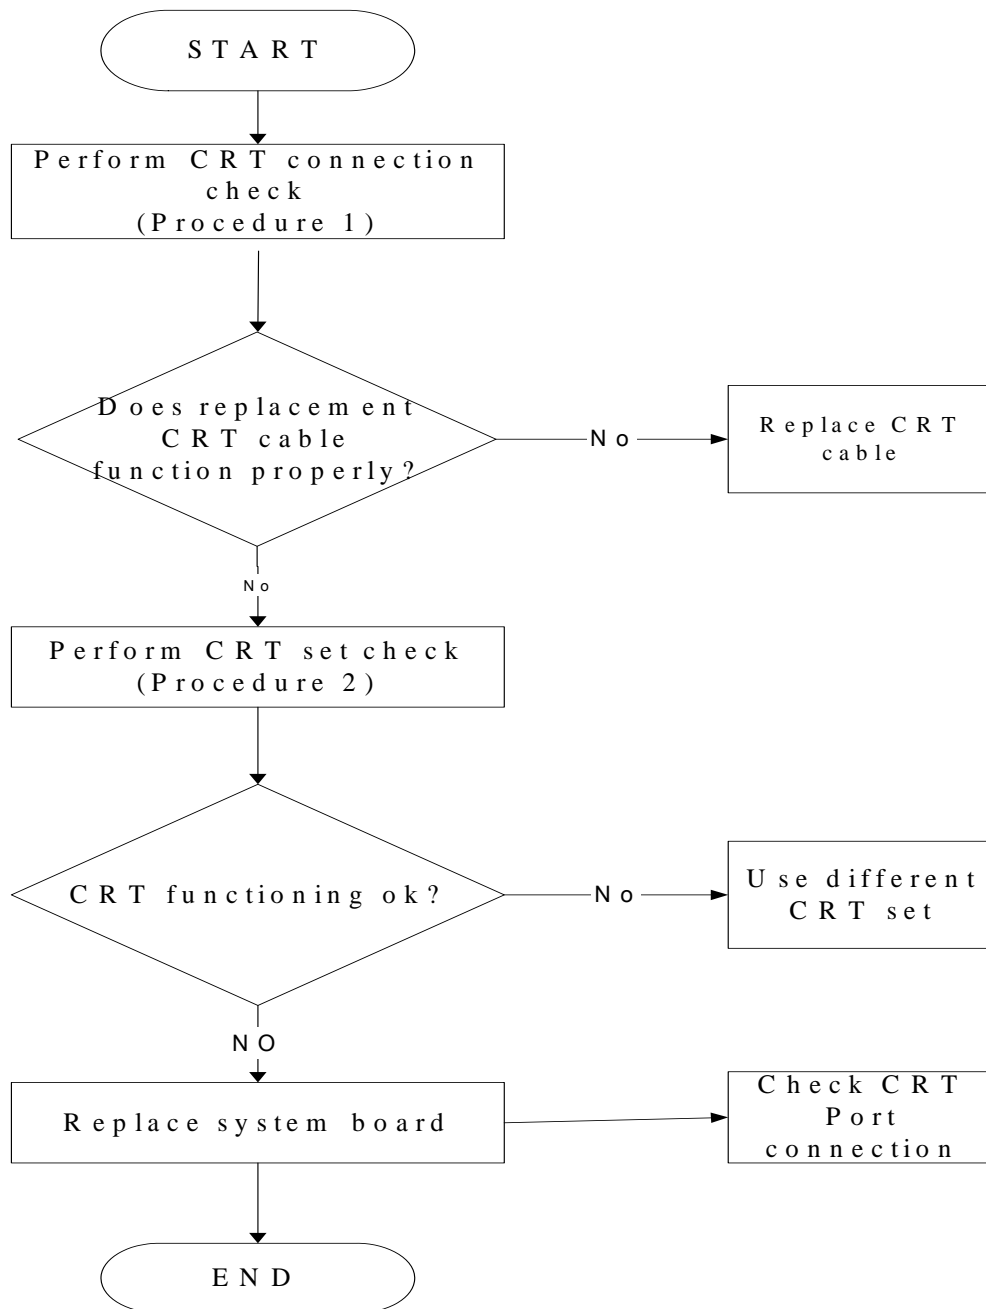 START
Perform CRT connection
check
(Procedure 1)
Does replacement
CRT cable
function properly?
No
Replace CRT
cable
No
Perform CRT set check
(Procedure 2)
CRT functioning ok?
No
Use different
CRT set
NO
Replace system board
Check CRT
Port
connection
END